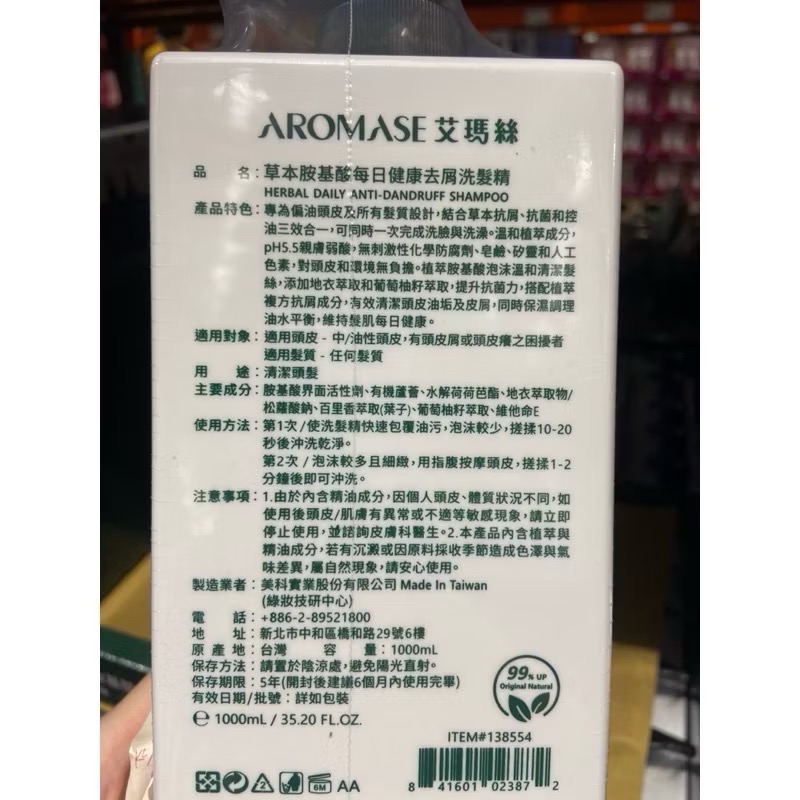 AROMASE 艾瑪絲
品 名：草本胺基酸每日健康去屑洗髮精
HERBAL DAILY ANTI-DANDRUFF SHAMPOO
產品特色：專為偏油頭皮及所有髮質設計，結合草本抗屑、抗菌和控
油三效合一，可同時一次完成洗臉與洗澡。溫和植萃成分，
pH5.5親膚弱酸，無刺激性化學防腐劑、皂鹼、矽靈和人工
色素，對頭皮和環境無負擔。植萃胺基酸泡沫溫和清潔髮
絲，添加地衣萃取和葡萄柚籽萃取，提升抗菌力，搭配植萃
複方抗屑成分，有效清潔頭皮油垢及皮屑，同時保濕調理
油水平衡，維持髮肌每日健康。
適用對象：適用頭皮 - 中/油性頭皮，有頭皮屑或頭皮癢之困擾者
適用髮質 - 任何髮質
用 途：清潔頭髮
主要成分：胺基酸界面活性劑、有機蘆薈、水解荷荷芭酯、地衣萃取物/
松蘿酸鈉、百里香萃取(葉子)、葡萄柚籽萃取、維他命E
使用方法：第1次/使洗髮精快速包覆油污，泡沫較少，搓揉10-20
秒後沖洗乾淨。
第2次 / 泡沫較多且細緻，用指腹按摩頭皮，搓揉1-2
分鐘後即可沖洗。
注意事項：1.由於內含精油成分，因個人頭皮、體質狀況不同，如
使用後頭皮/肌膚有異常或不適等敏感現象，請立即
停止使用，並諮詢皮膚科醫生。2.本產品內含植萃與
精油成分，若有沉澱或因原料採收季節造成色澤與氣
味差異，屬自然現象，請安心使用。
製造業者：美科實業股份有限公司 Made In Taiwan
(綠妝技研中心)
電 話：+886-2-89521800
地 址：新北市中和區橋和路29號6樓
原 產 地：台灣 容 量：1000mL
保存方法：請置於陰涼處，避免陽光直射。
保存期限：5年(開封後建議6個月內使用完畢)
有效日期/批號：詳如包裝
℮ 1000mL / 35.20 FL.OZ.
99% UP
Original Natural
ITEM#138554
2 6M AA
8 41601 02387 2